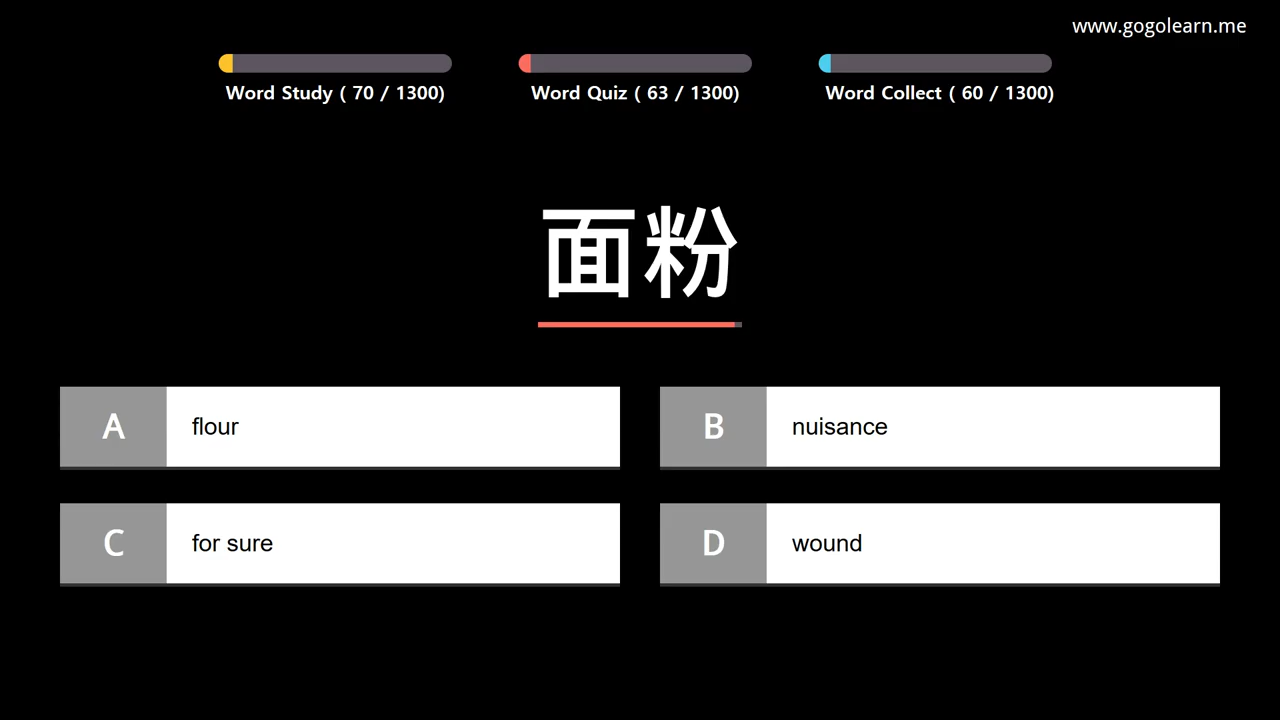 www.gogolearn.me
Word Study ( 70 / 1300)
Word Quiz ( 63 / 1300)
Word Collect ( 60 / 1300)
面粉
A flour
B nuisance
C for sure
D wound